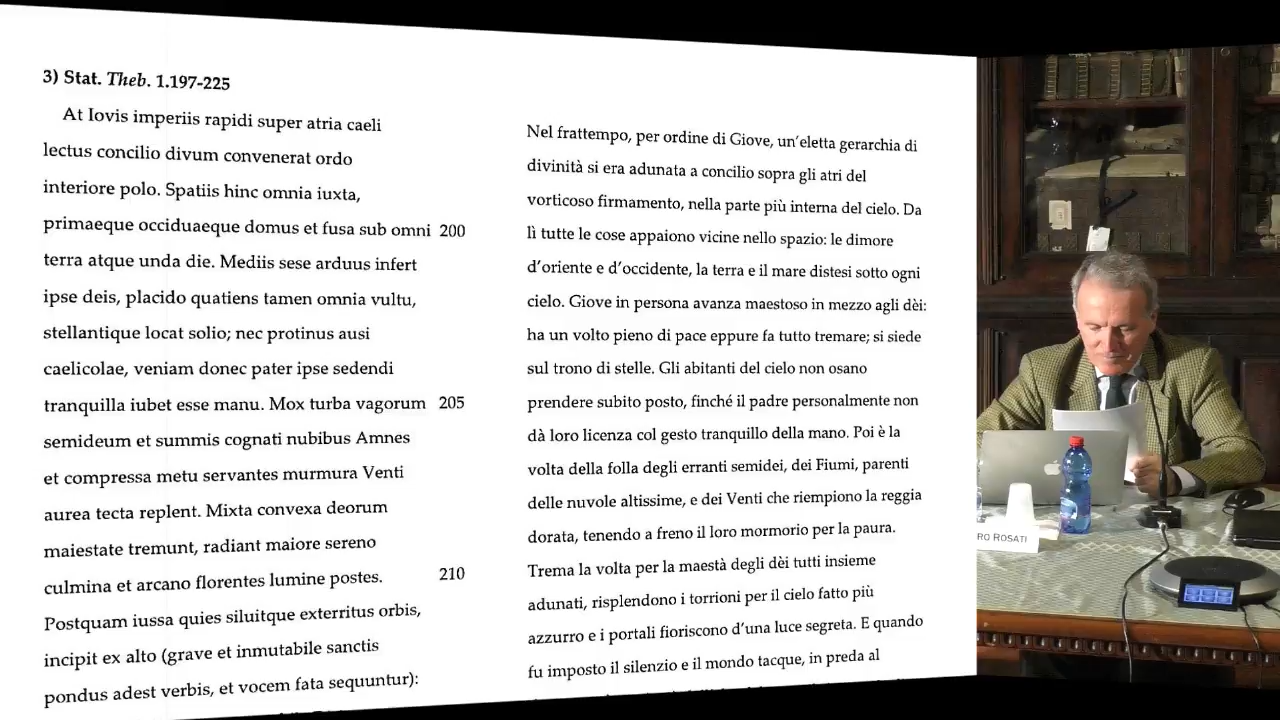 3) Stat. Theb. 1.197-225
At Iovis imperiis rapidi super atria caeli
lectus concilio divum convenerat ordo
interiore polo. Spatiis hinc omnia iuxta,
primaeque occiduaeque domus et fusa sub omni 200
terra atque unda die. Mediis sese arduus infert
ipse deis, placido quatiens tamen omnia vultu,
stellantique locat solio; nec protinus ausi
caelicolae, veniam donec pater ipse sedendi
tranquilla iubet esse manu. Mox turba vagorum 205
semideum et summis cognati nubibus Amnes
et compressa metu servantes murmura Venti
aurea tecta replent. Mixta convexa deorum
maiestate tremunt, radiant maiore sereno
culmina et arcano florentes lumine postes. 210
Postquam iussa quies siluitque exterritus orbis,
incipit ex alto (grave et inmutabile sanctis
pondus adest verbis, et vocem fata sequuntur):
Nel frattempo, per ordine di Giove, un'eletta gerarchia di
divinità si era adunata a concilio sopra gli atri del
vorticoso firmamento, nella parte più interna del cielo. Da
lì tutte le cose appaiono vicine nello spazio: le dimore
d'oriente e d'occidente, la terra e il mare distesi sotto ogni
cielo. Giove in persona avanza maestoso in mezzo agli dèi:
ha un volto pieno di pace eppure fa tutto tremare; si siede
sul trono di stelle. Gli abitanti del cielo non osano
prendere subito posto, finché il padre personalmente non
dà loro licenza col gesto tranquillo della mano. Poi è la
volta della folla degli erranti semidei, dei Fiumi, parenti
delle nuvole altissime, e dei Venti che riempiono la reggia
dorata, tenendo a freno il loro mormorio per la paura.
Trema la volta per la maestà degli dèi tutti insieme
adunati, risplendono i torrioni per il cielo fatto più
azzurro e i portali fioriscono d'una luce segreta. E quando
fu imposto il silenzio e il mondo tacque, in preda al
RO ROSATI